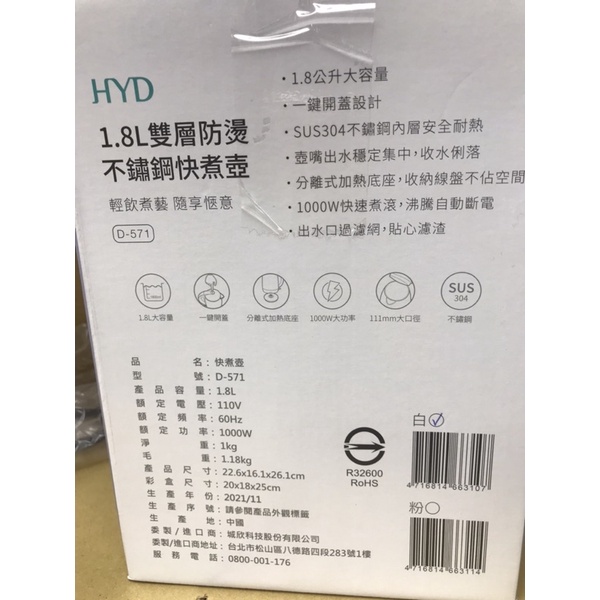 HYD
1.8L雙層防燙
不鏽鋼快煮壺
輕飲煮藝 隨享愜意
D-571
・1.8公升大容量
・一鍵開蓋設計
・SUS304不鏽鋼內層安全耐熱
・壺嘴出水穩定集中，收水俐落
・分離式加熱底座，收納線盤不佔空間
・1000W快速煮滾，沸騰自動斷電
・出水口過濾網，貼心濾渣
SUS
304
1.8L大容量
一鍵開蓋
分離式加熱底座
1000W大功率
111mm大口徑
不鏽鋼
品名：快煮壺
型號：D-571
產品容量：1.8L
額定電壓：110V
額定頻率：60Hz
額定功率：1000W
淨重：1kg
毛重：1.18kg
產品尺寸：22.6x16.1x26.1cm
彩盒尺寸：20x18x25cm
生產年份：2021/11
生產序號：請參閱產品外觀標籤
生產地：中國
委製/進口商：城欣科技股份有限公司
委製/進口商地址：台北市松山區八德路四段283號1樓
服務電話：0800-001-176
R32600
RoHS
白
4716814663107
粉
4716814663114